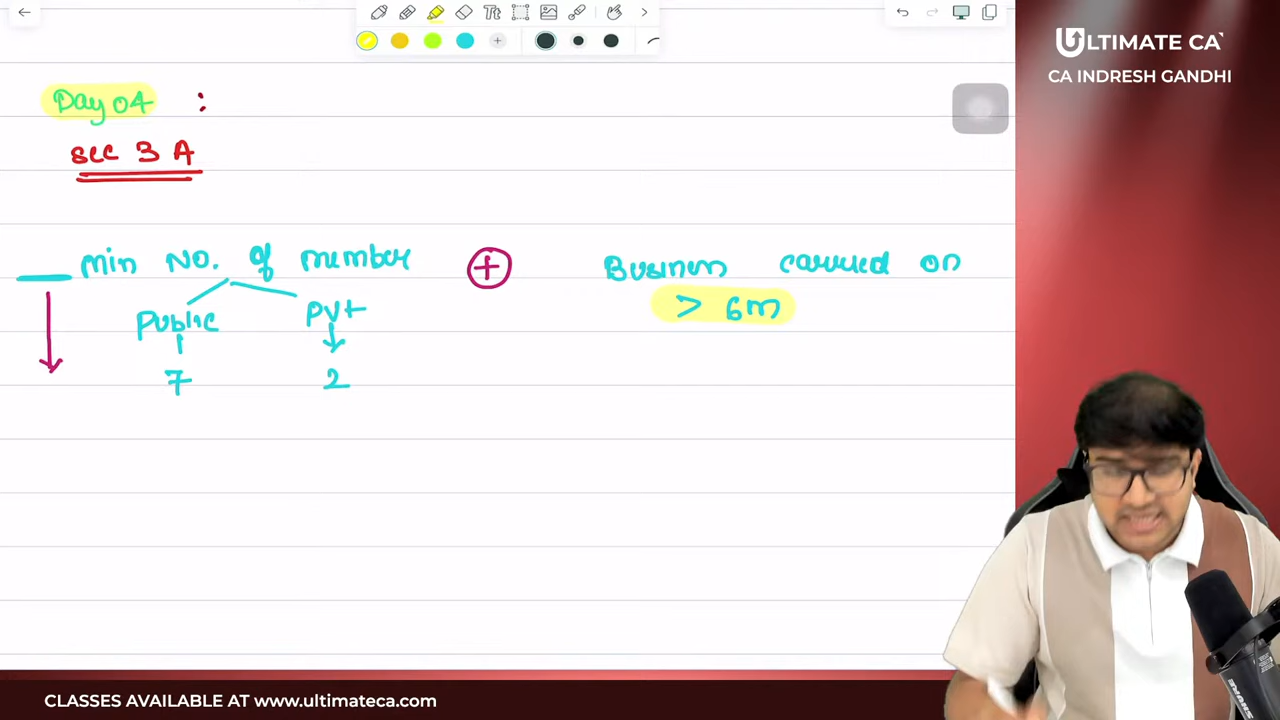 Tt
ULTIMATE CA
CA INDRESH GANDHI
Day 04 :
sec 3 A
min No. of member + Business carried on
> 6m
Public Pvt
7 2
CLASSES AVAILABLE AT www.ultimateca.com